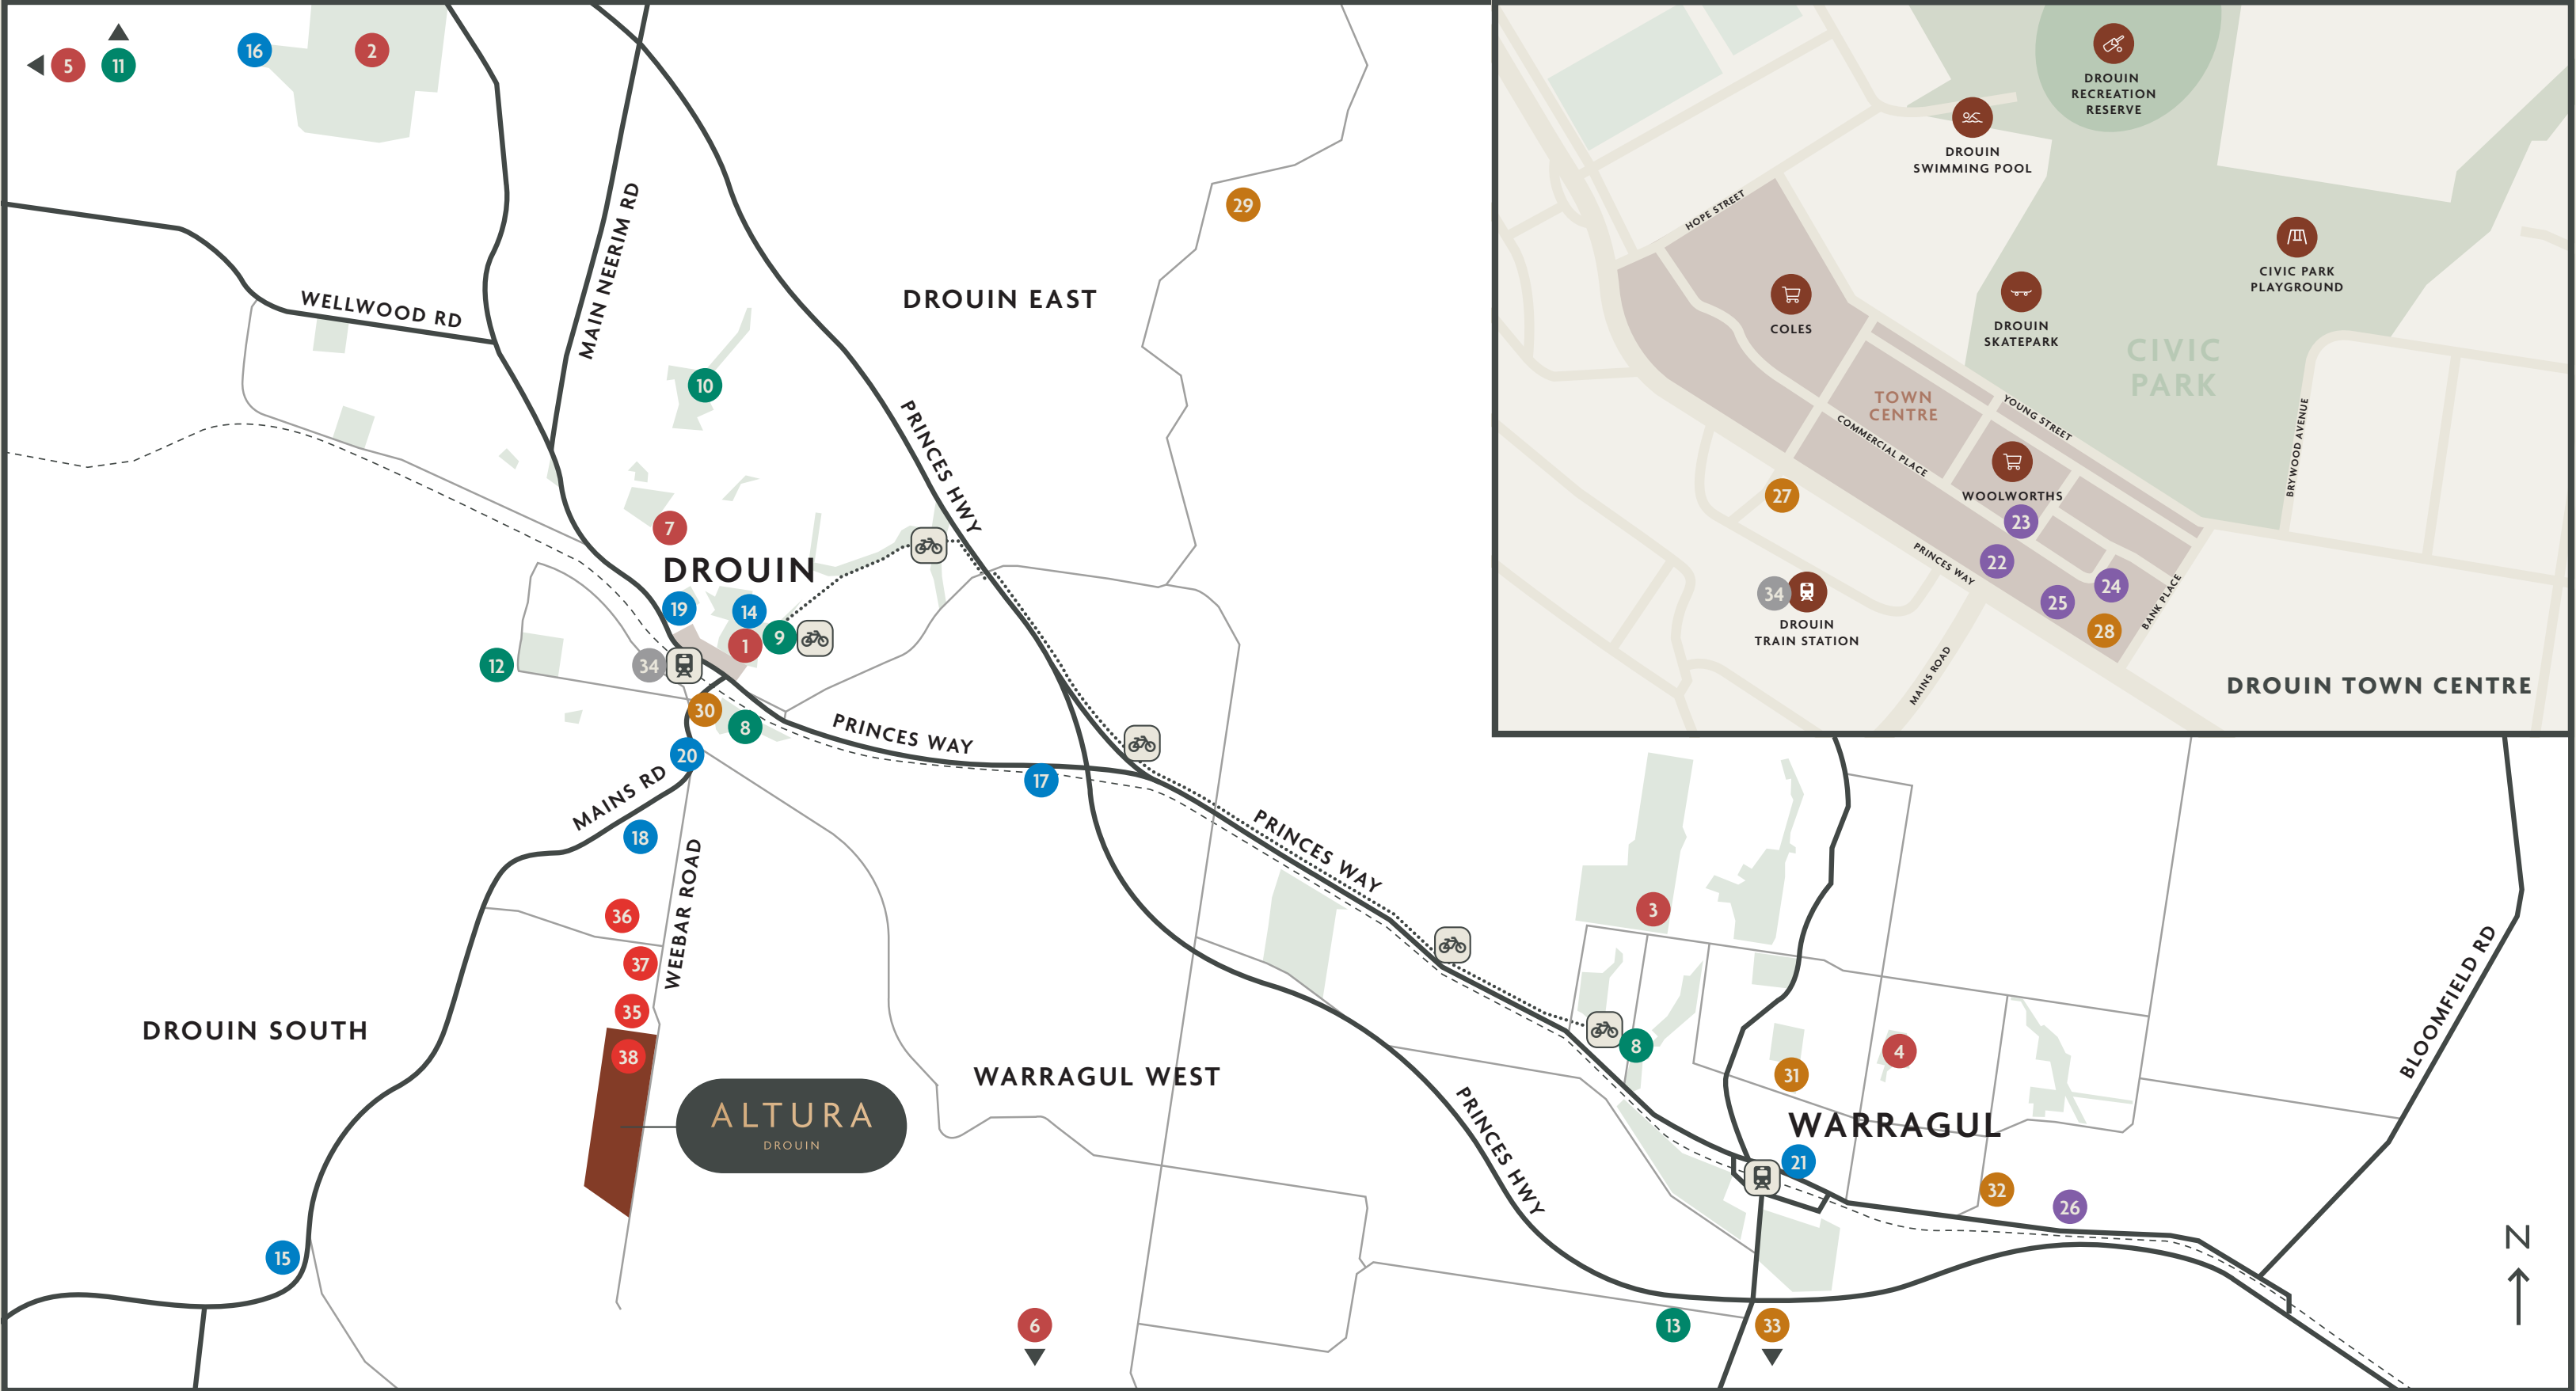 5
11
16
2
WELLWOOD RD
MAIN NEERIM RD
29
DROUIN EAST
10
PRINCES HWY
7
DROUIN
19
14
1
9
12
34
30
8
20
PRINCES WAY
17
MAINS RD
18
WEEBAR ROAD
36
37
35
38
DROUIN SOUTH
ALTURA
DROUIN
15
WARRAGUL WEST
6
PRINCES WAY
PRINCES HWY
3
8
31
4
WARRAGUL
21
32
26
13
33
BLOOMFIELD RD
N
DROUIN
RECREATION
RESERVE
DROUIN
SWIMMING POOL
HOPE STREET
COLES
DROUIN
SKATEPARK
CIVIC PARK
PLAYGROUND
CIVIC
PARK
TOWN
CENTRE
YOUNG STREET
COMMERCIAL PLACE
BRYWOOD AVENUE
WOOLWORTHS
27
23
22
24
25
28
PRINCES WAY
BANK PLACE
34
DROUIN
TRAIN STATION
MAINS ROAD
DROUIN TOWN CENTRE